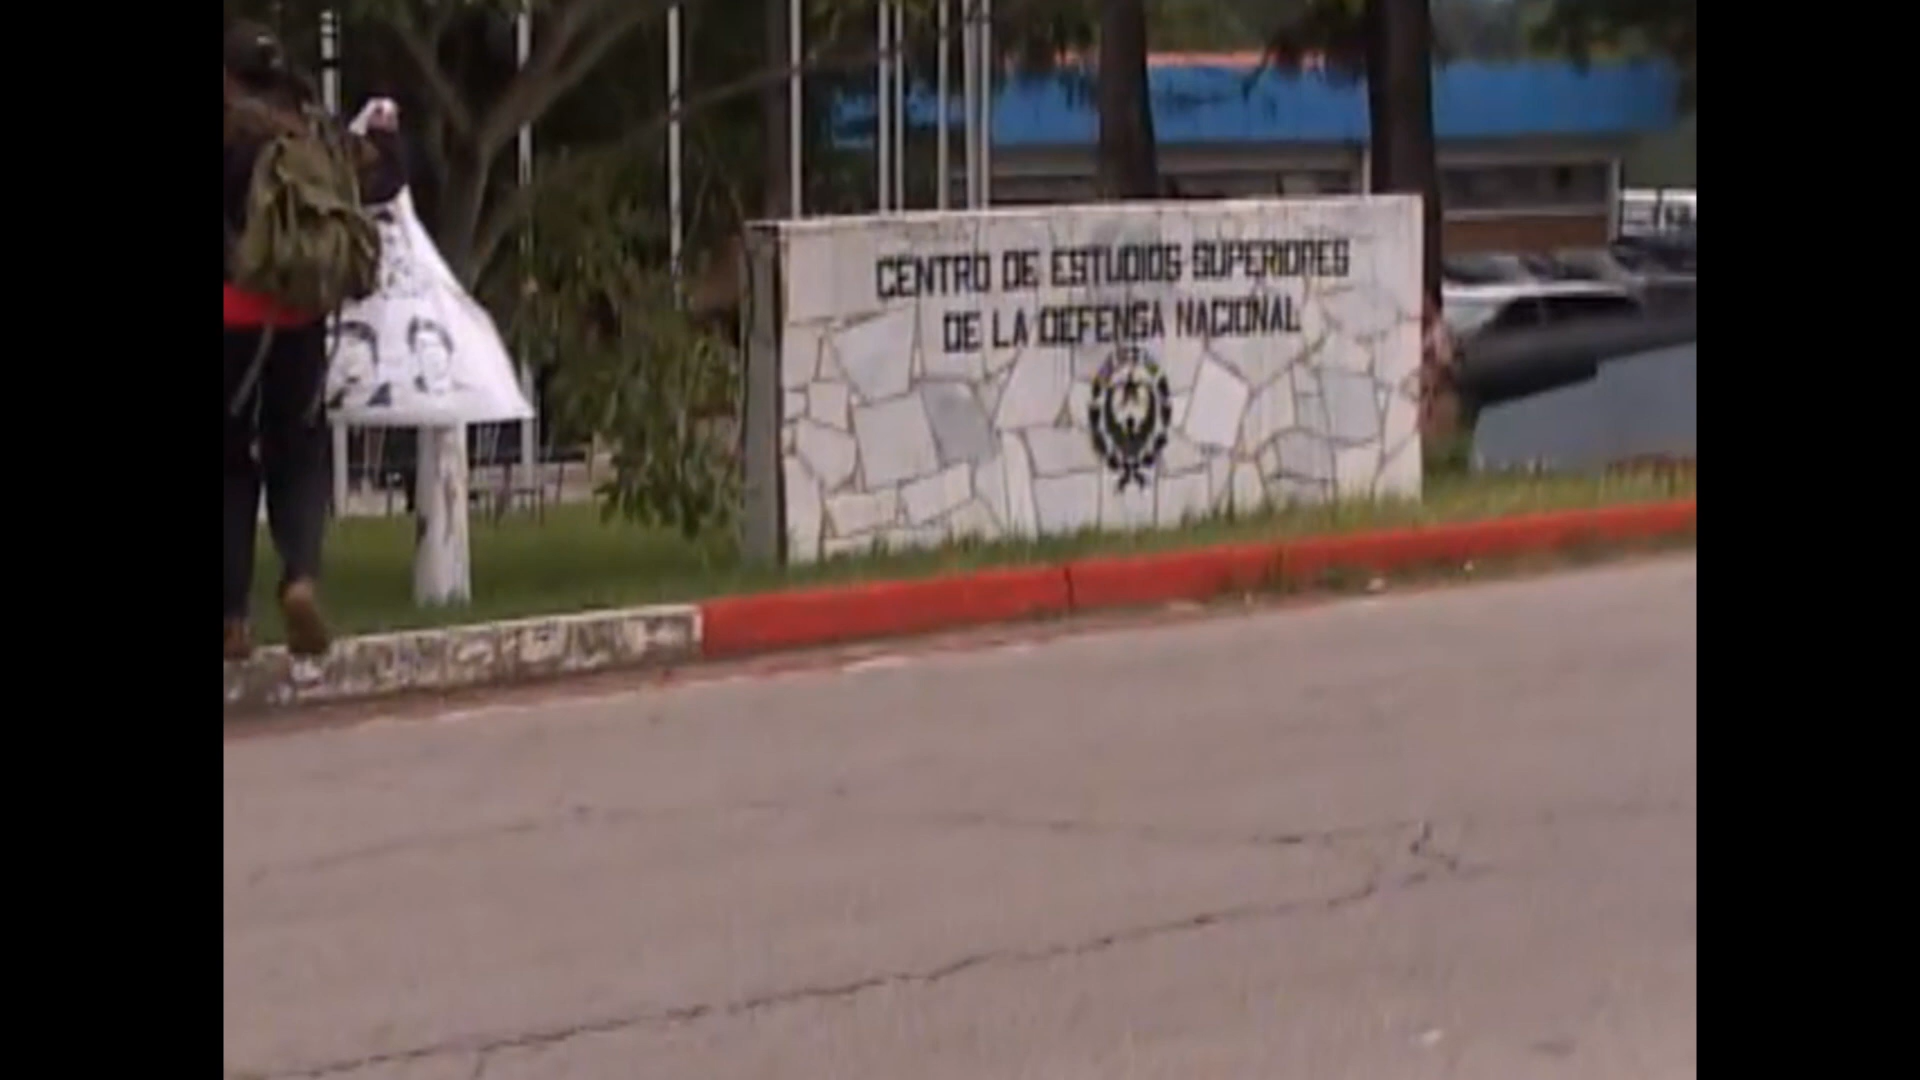 CENTRO DE ESTUDIOS SUPERIORES
DE LA DEFENSA NACIONAL